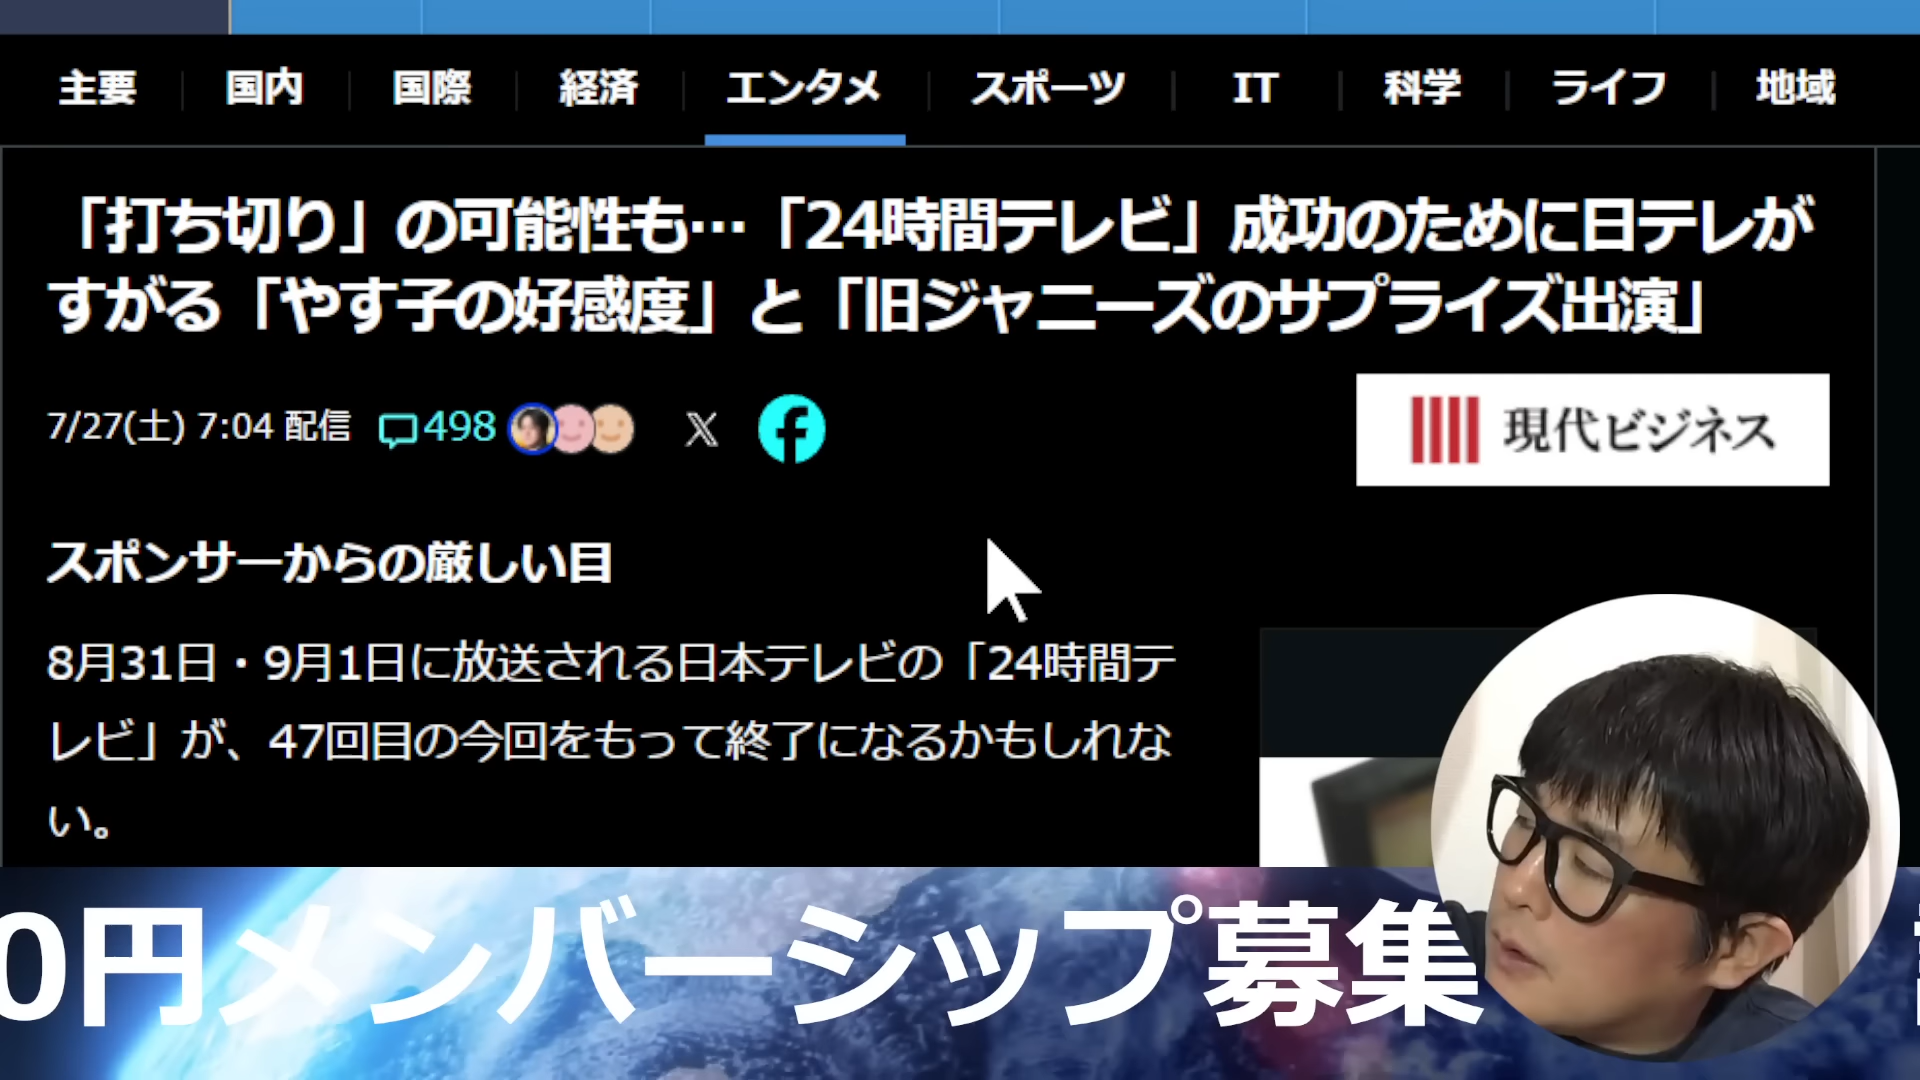 主要 国内 国際 経済 エンタメ スポーツ IT 科学 ライフ 地域
「打ち切り」の可能性も…「24時間テレビ」成功のために日テレが
すがる「やす子の好感度」と「旧ジャニーズのサプライズ出演」
7/27(土) 7:04 配信 498
現代ビジネス
スポンサーからの厳しい目
8月31日・9月1日に放送される日本テレビの「24時間テ
レビ」が、47回目の今回をもって終了になるかもしれな
い。
0円メンバーシップ募集